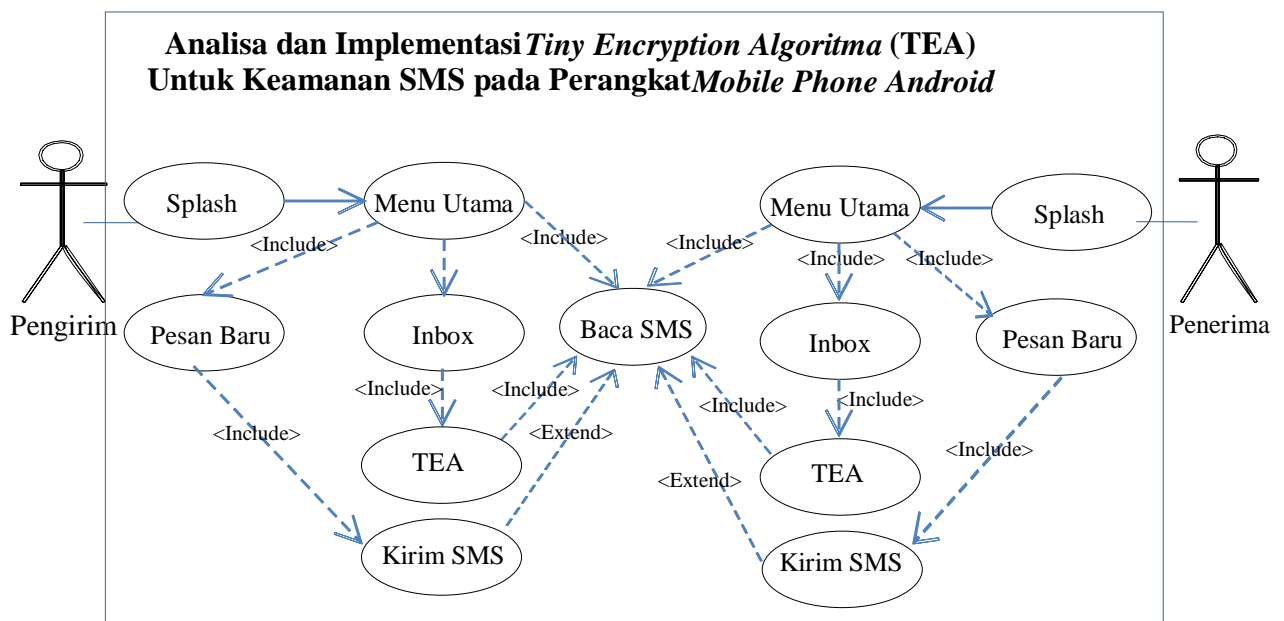 Analisa dan Implementasi Tiny Encryption Algoritma (TEA)
Untuk Keamanan SMS pada Perangkat Mobile Phone Android
Splash
Menu Utama
Menu Utama
Splash
<Include>
<Include>
<Include>
<Include>
<Include>
Pengirim
Pesan Baru
Inbox
Baca SMS
Inbox
Pesan Baru
Penerima
<Include>
<Include>
<Include>
<Include>
<Include>
<Extend>
<Include>
TEA
<Extend>
TEA
Kirim SMS
Kirim SMS